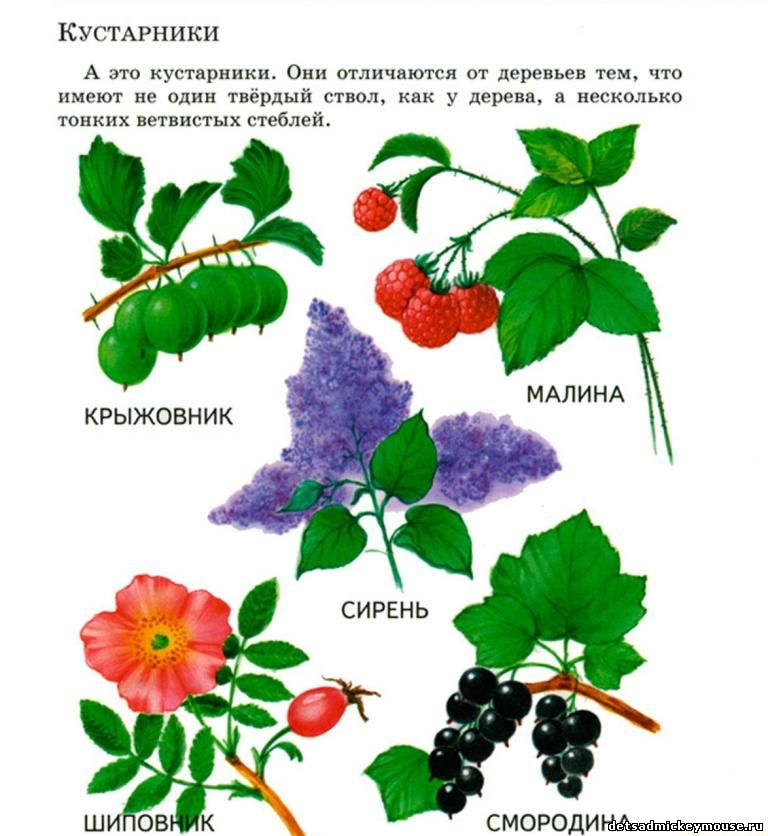 Кустарники
А это кустарники. Они отличаются от деревьев тем, что
имеют не один твёрдый ствол, как у дерева, а несколько
тонких ветвистых стеблей.
КРЫЖОВНИК
МАЛИНА
СИРЕНЬ
ШИПОВНИК
СМОРОДИНА
detsadmickeymouse.ru